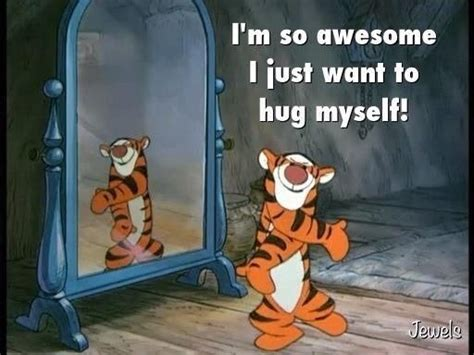 I'm so awesome
I just want to
hug myself!
Jewels